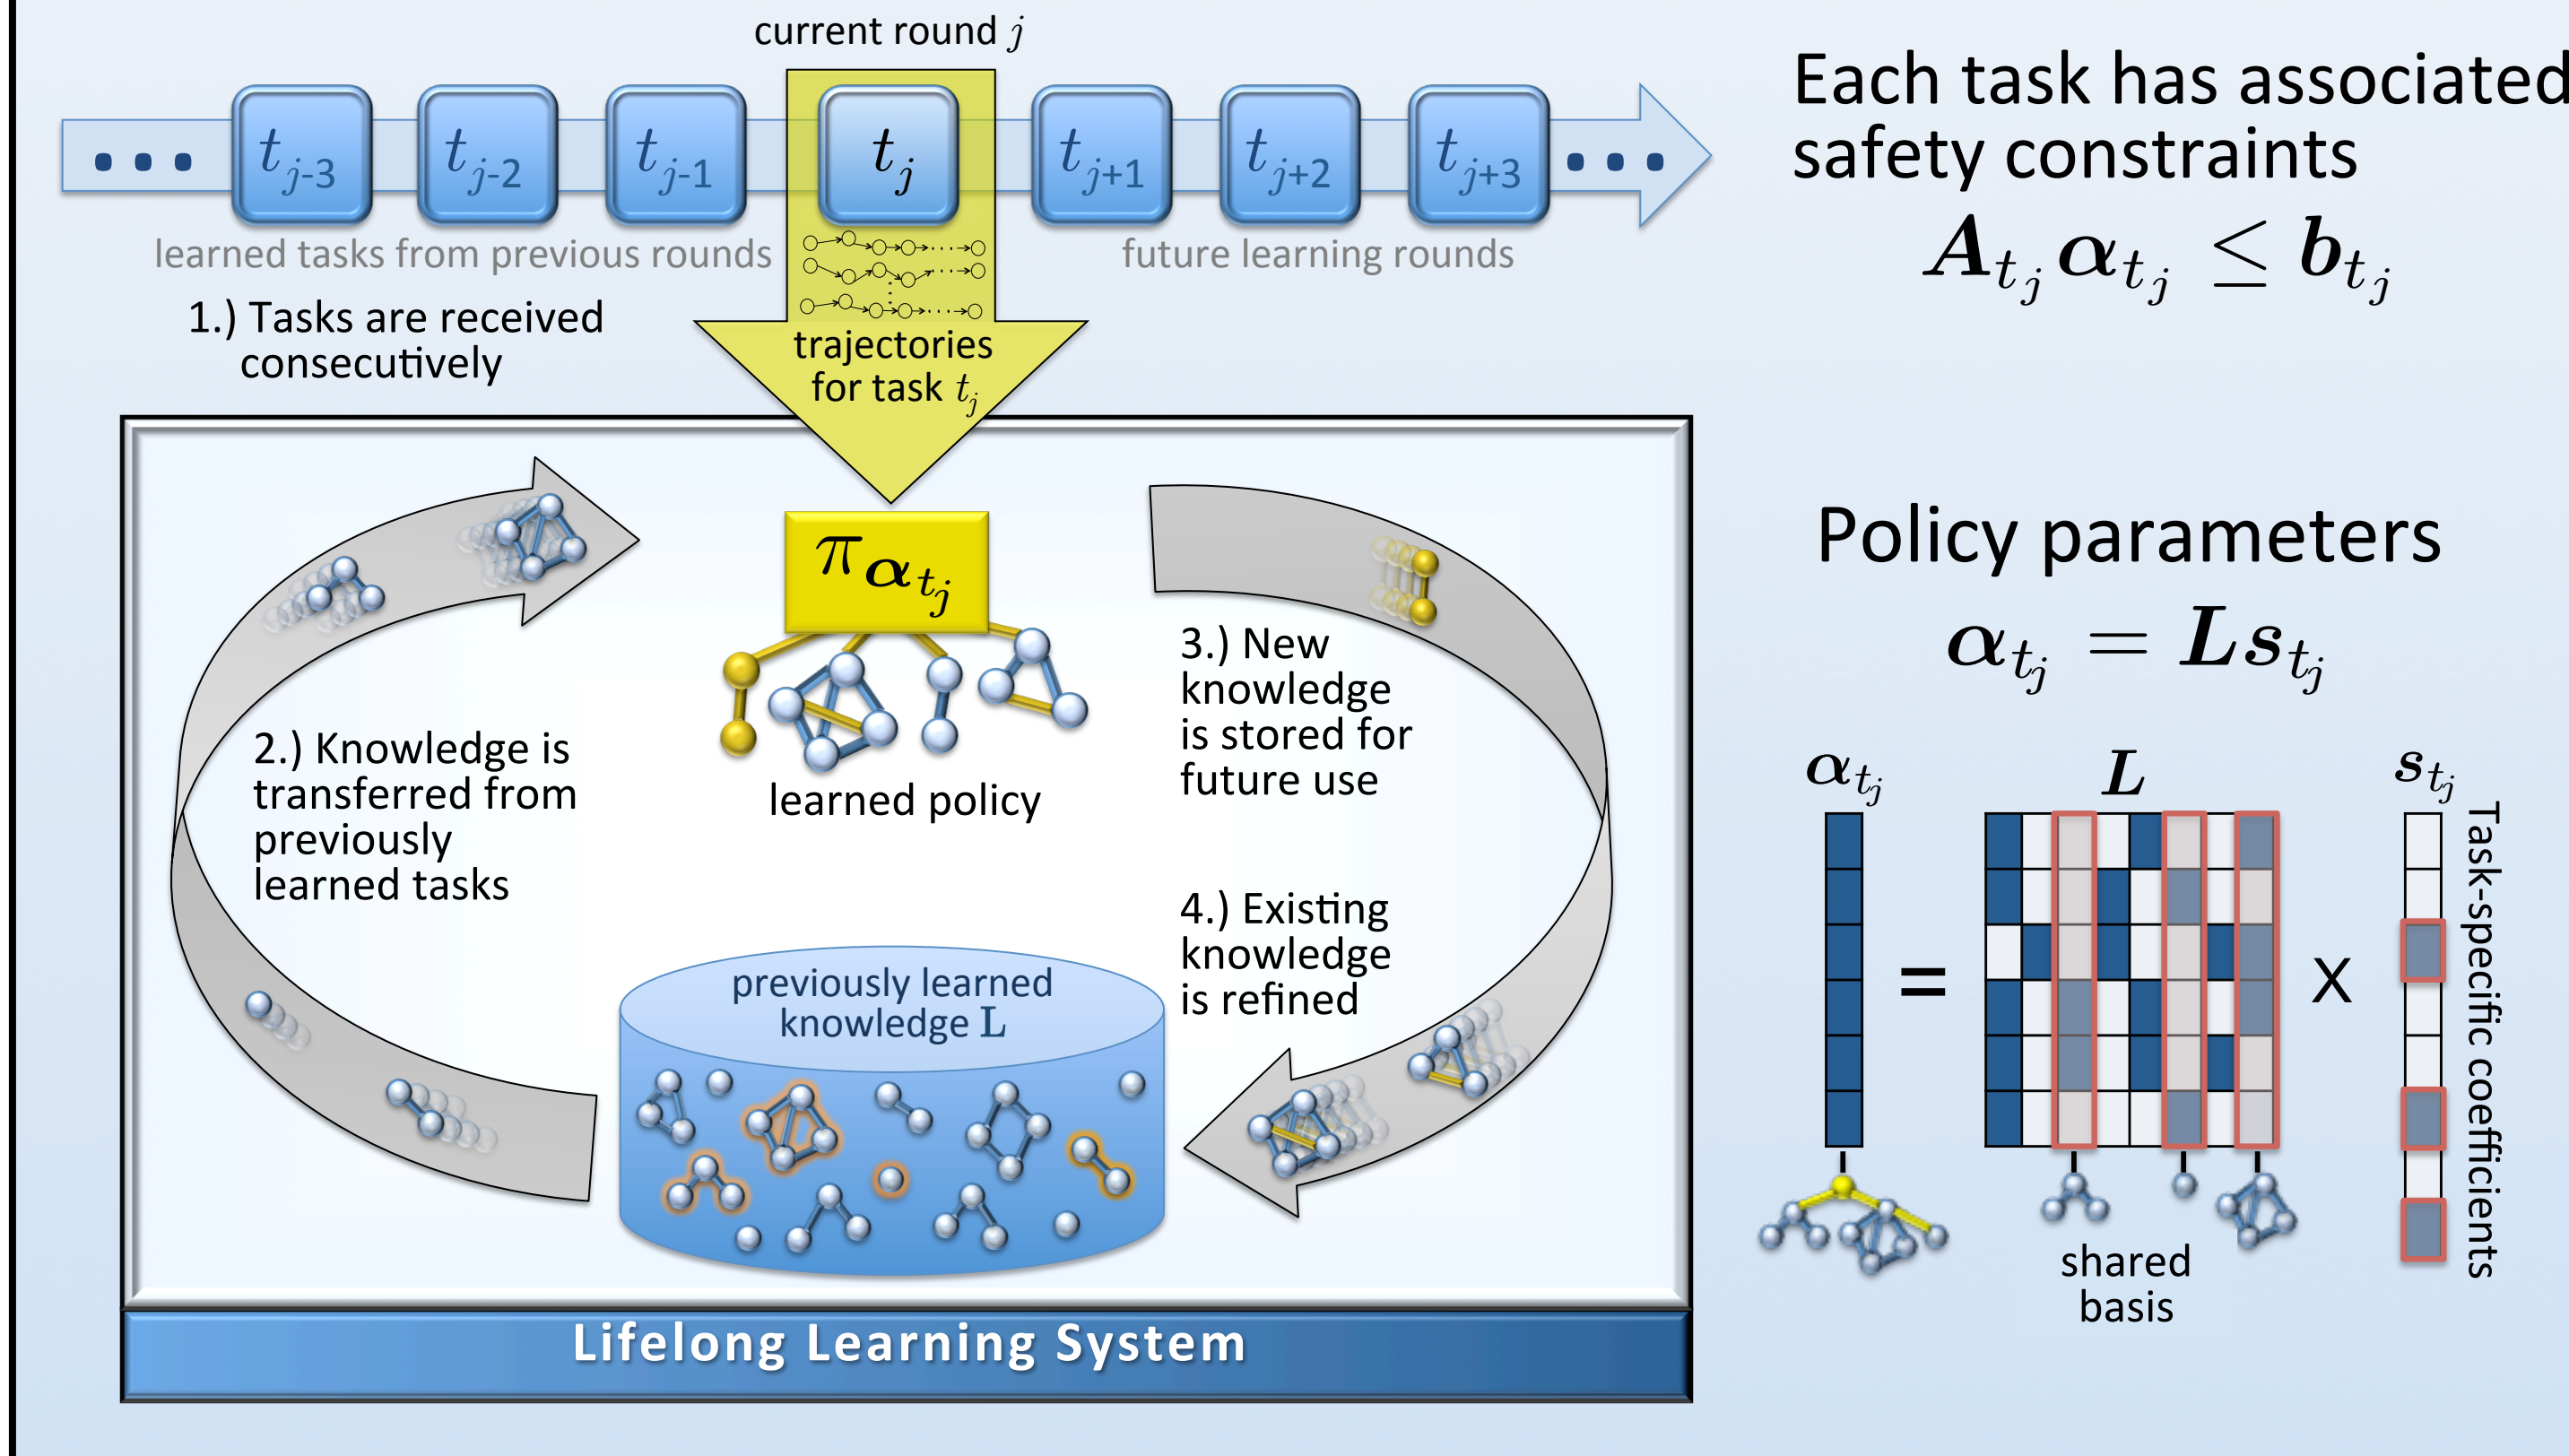 current round j
... t_{j-3} t_{j-2} t_{j-1} t_j t_{j+1} t_{j+2} t_{j+3} ...
learned tasks from previous rounds
future learning rounds
1.) Tasks are received
consecutively
trajectories
for task t_j
π_{α_{t_j}}
learned policy
2.) Knowledge is
transferred from
previously
learned tasks
3.) New
knowledge
is stored for
future use
4.) Existing
knowledge
is refined
previously learned
knowledge L
Lifelong Learning System
Each task has associated
safety constraints
A_{t_j} α_{t_j} ≤ b_{t_j}
Policy parameters
α_{t_j} = L s_{t_j}
α_{t_j} L s_{t_j}
= X
Task-specific coefficients
shared
basis